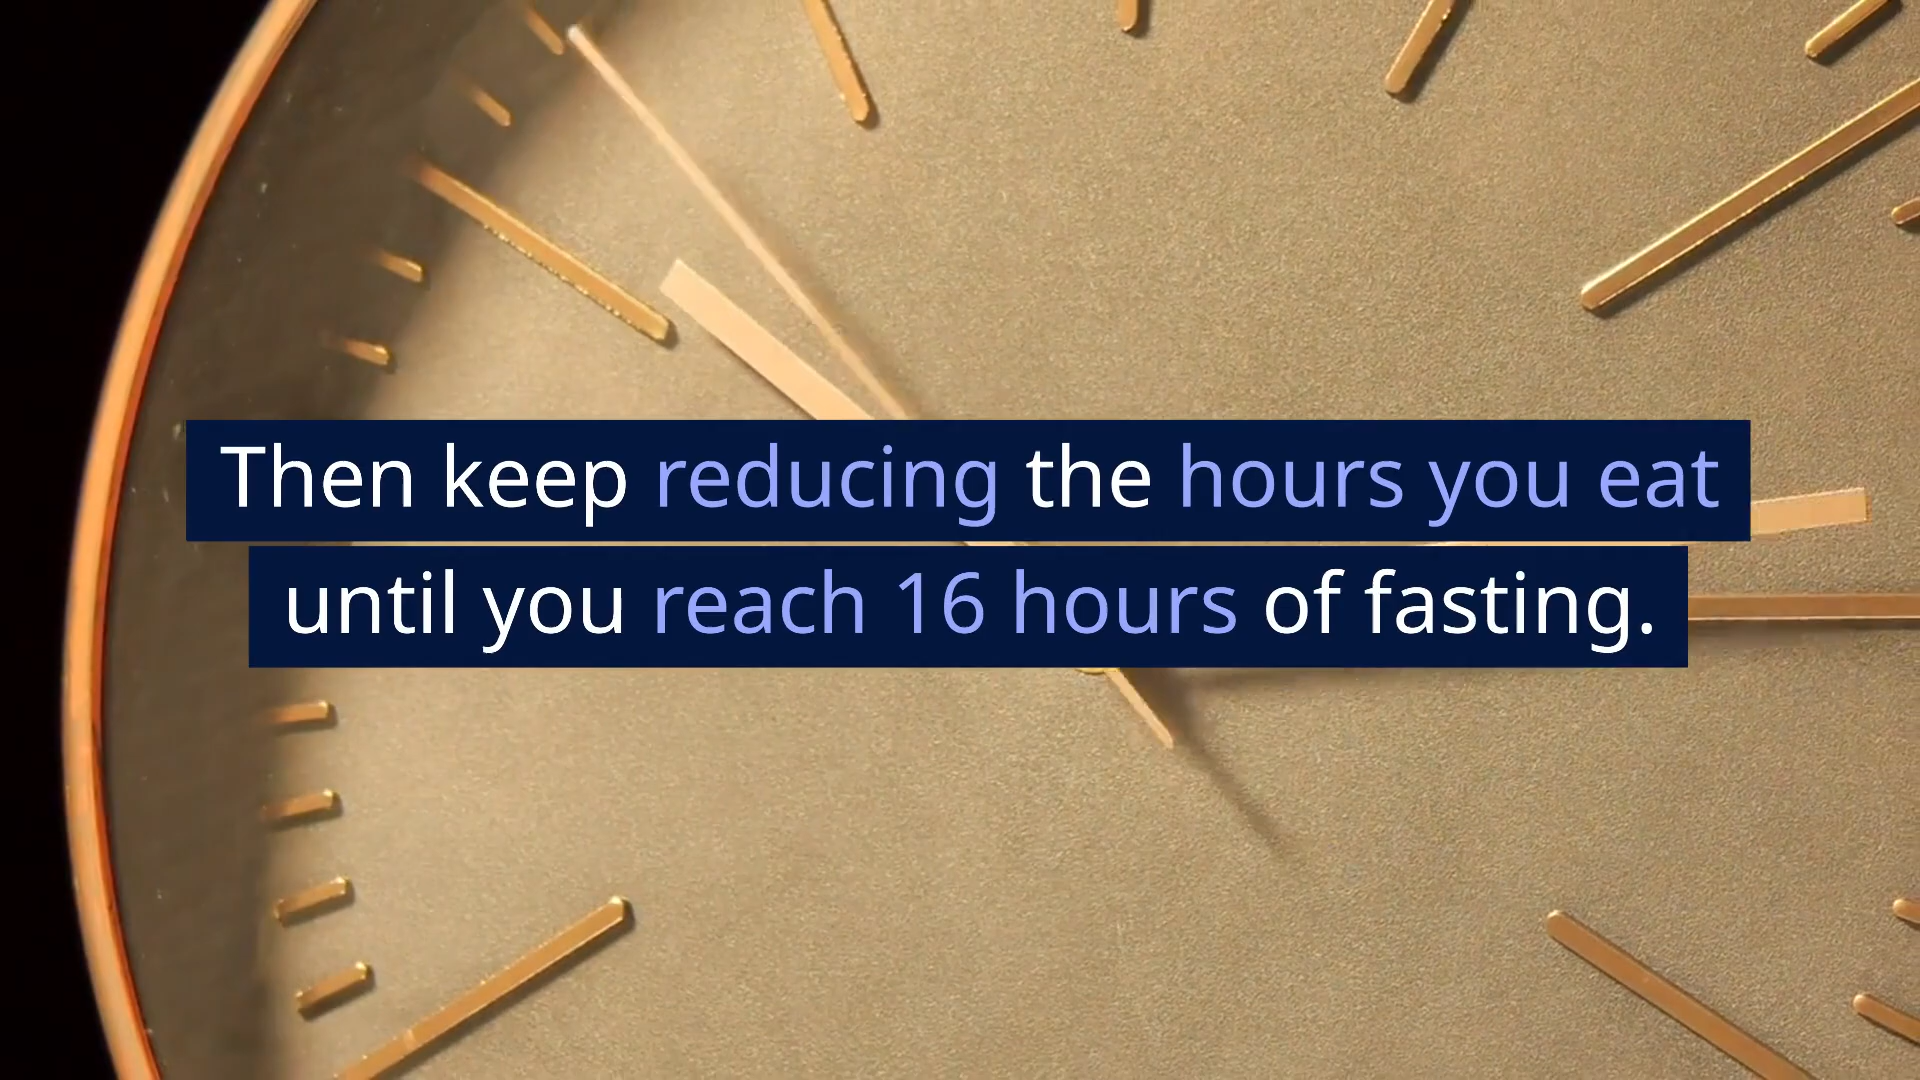 Then keep reducing the hours you eat
until you reach 16 hours of fasting.